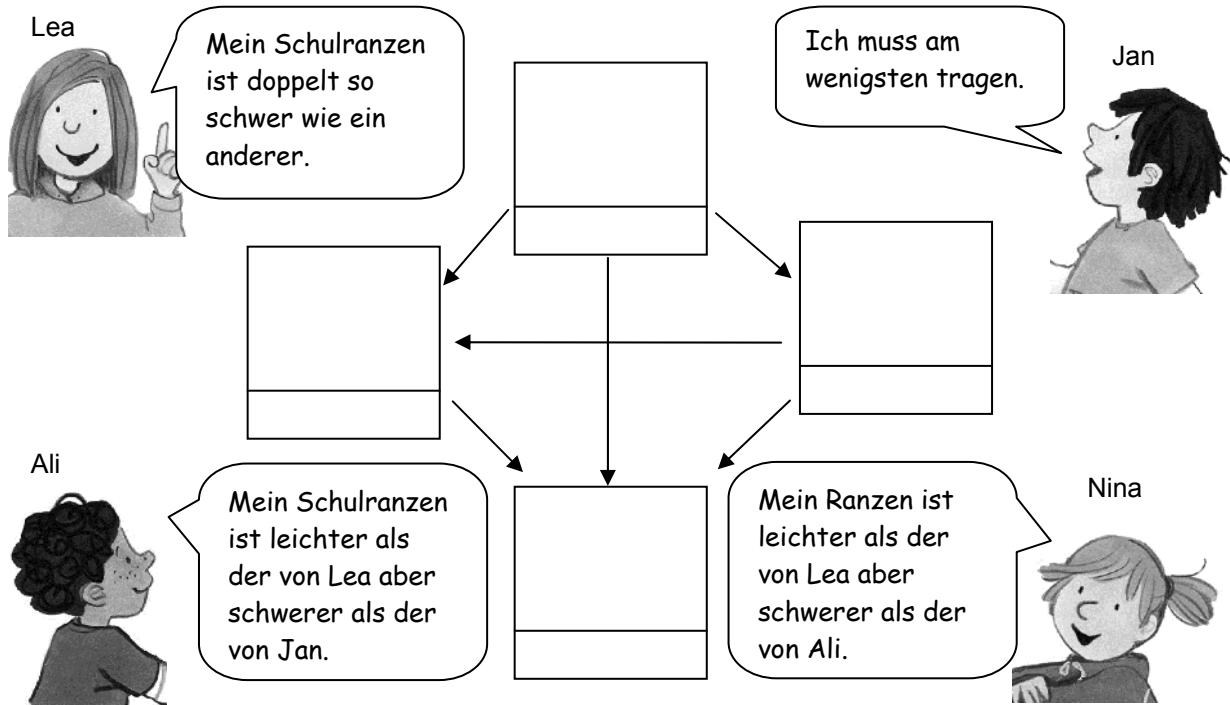 Lea
Mein Schulranzen
ist doppelt so
schwer wie ein
anderer.
Ich muss am
wenigsten tragen.
Jan
Ali
Mein Schulranzen
ist leichter als
der von Lea aber
schwerer als der
von Jan.
Mein Ranzen ist
leichter als der
von Lea aber
schwerer als der
von Ali.
Nina